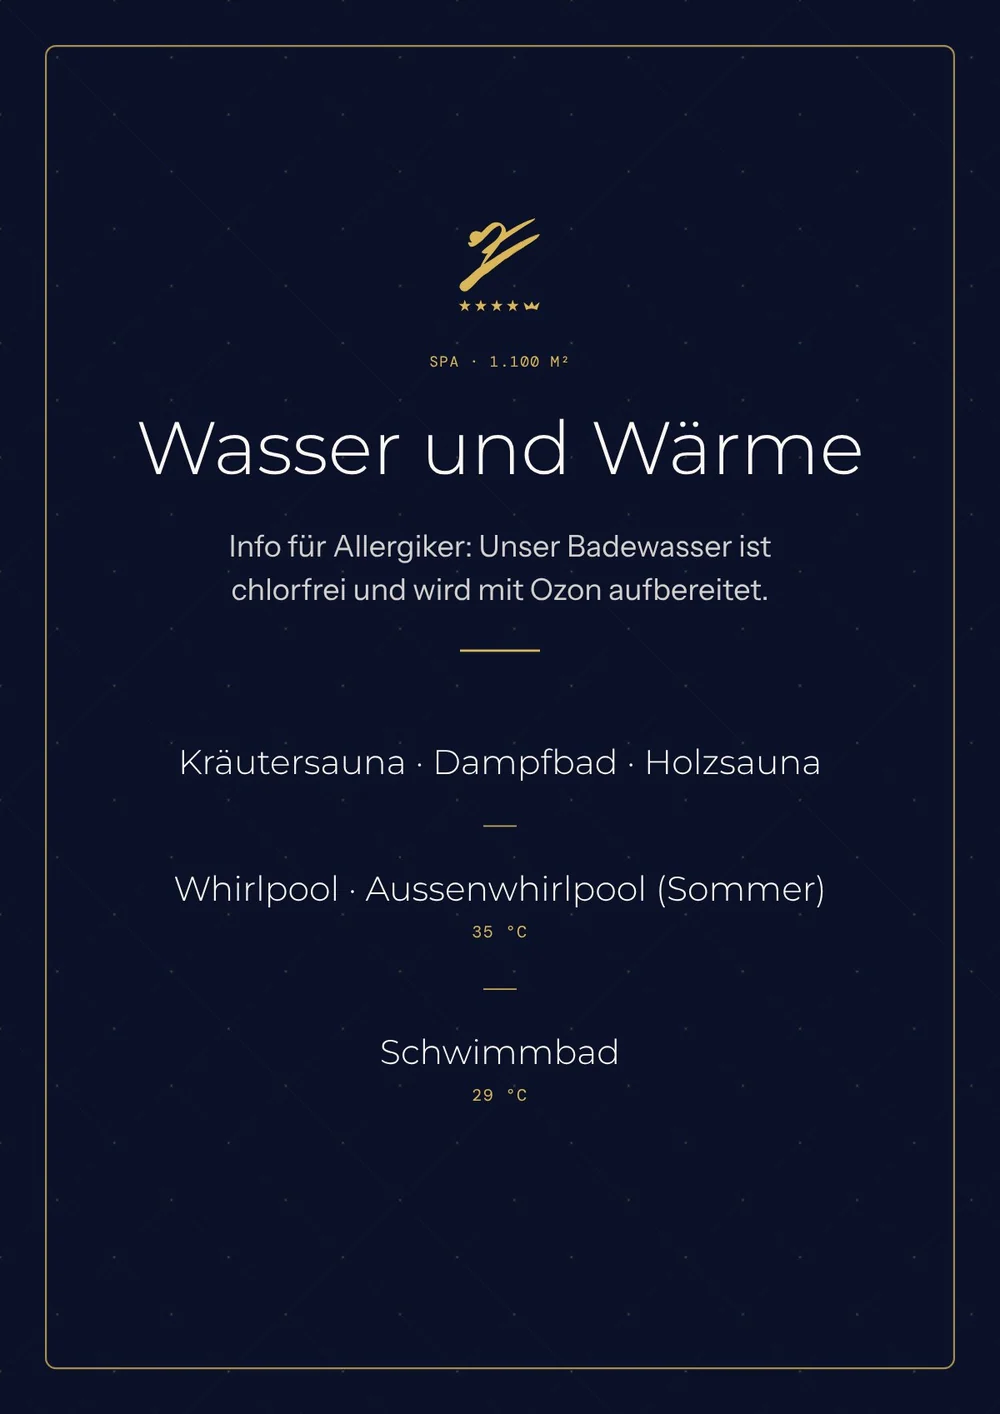 SPA · 1.100 M²
Wasser und Wärme
Info für Allergiker: Unser Badewasser ist
chlorfrei und wird mit Ozon aufbereitet.
Kräutersauna · Dampfbad · Holzsauna
Whirlpool · Aussenwhirlpool (Sommer)
35 °C
Schwimmbad
29 °C